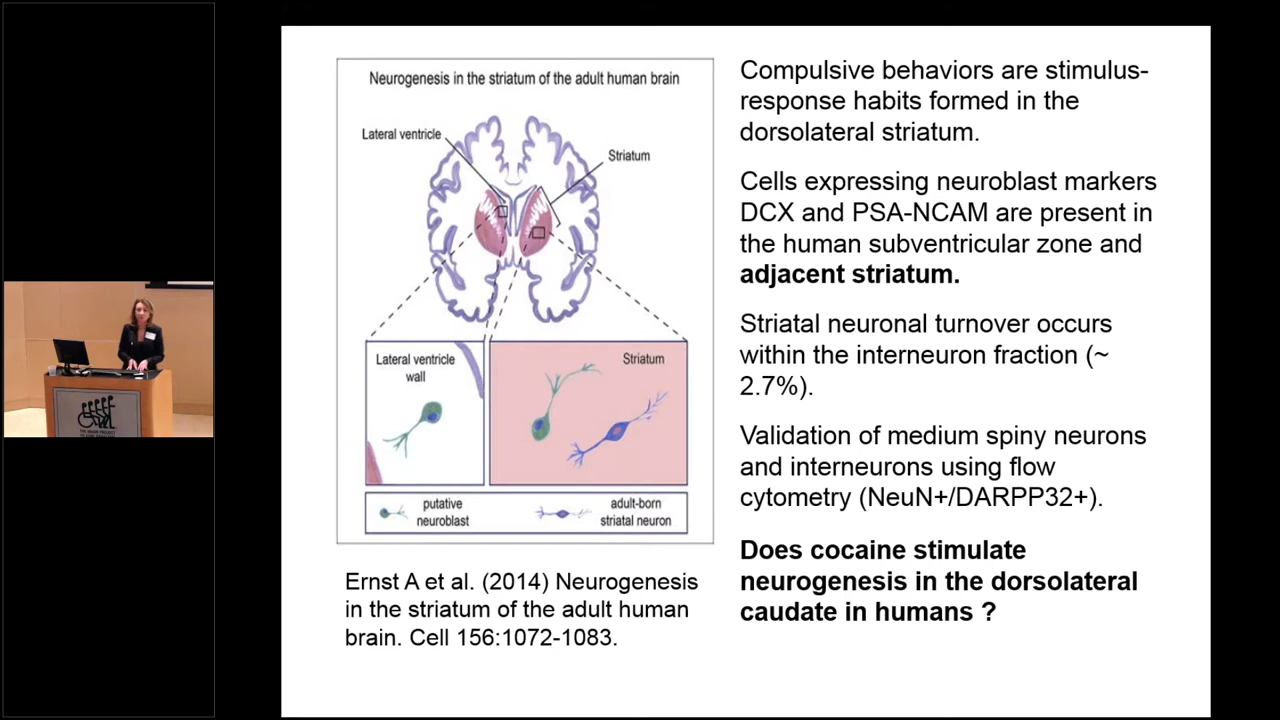 Neurogenesis in the striatum of the adult human brain
Lateral ventricle
Striatum
Lateral ventricle
wall
Striatum
putative
neuroblast
adult-born
striatal neuron
Ernst A et al. (2014) Neurogenesis
in the striatum of the adult human
brain. Cell 156:1072-1083.
Compulsive behaviors are stimulus-
response habits formed in the
dorsolateral striatum.
Cells expressing neuroblast markers
DCX and PSA-NCAM are present in
the human subventricular zone and
adjacent striatum.
Striatal neuronal turnover occurs
within the interneuron fraction (~
2.7%).
Validation of medium spiny neurons
and interneurons using flow
cytometry (NeuN+/DARPP32+).
Does cocaine stimulate
neurogenesis in the dorsolateral
caudate in humans ?
THE MIAMI PROJECT